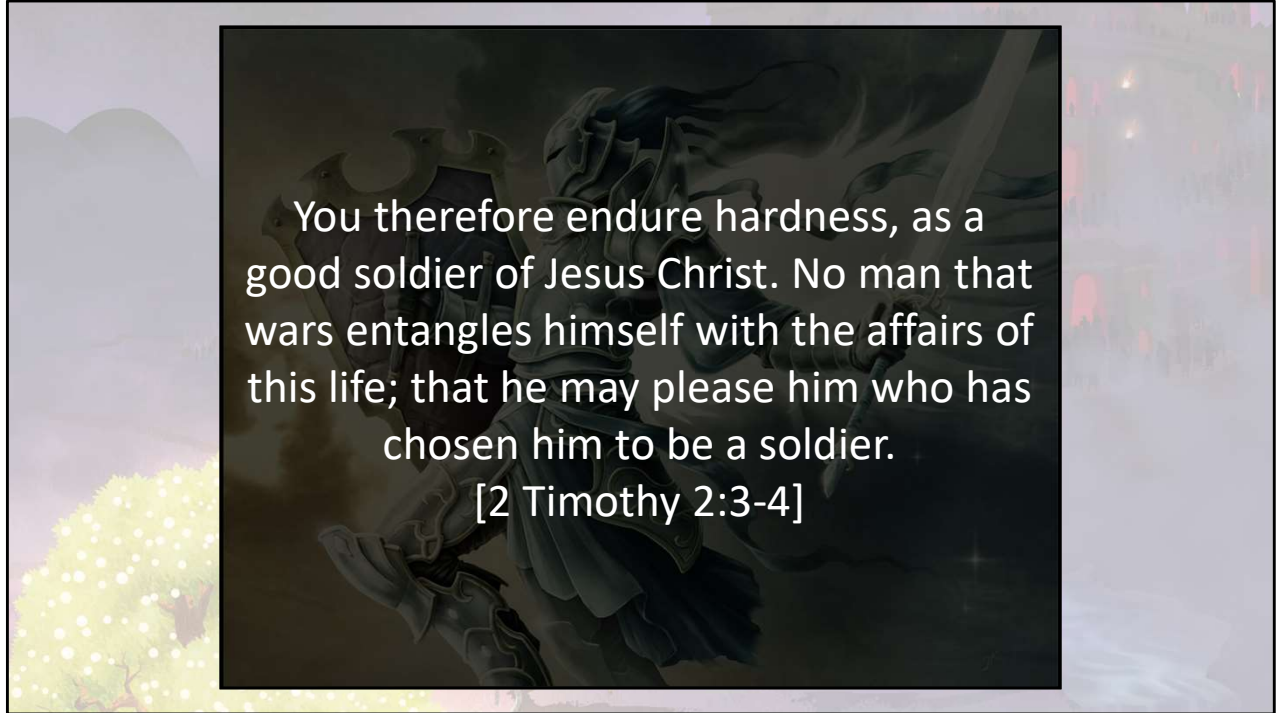 You therefore endure hardness, as a
good soldier of Jesus Christ. No man that
wars entangles himself with the affairs of
this life; that he may please him who has
chosen him to be a soldier.
[2 Timothy 2:3-4]